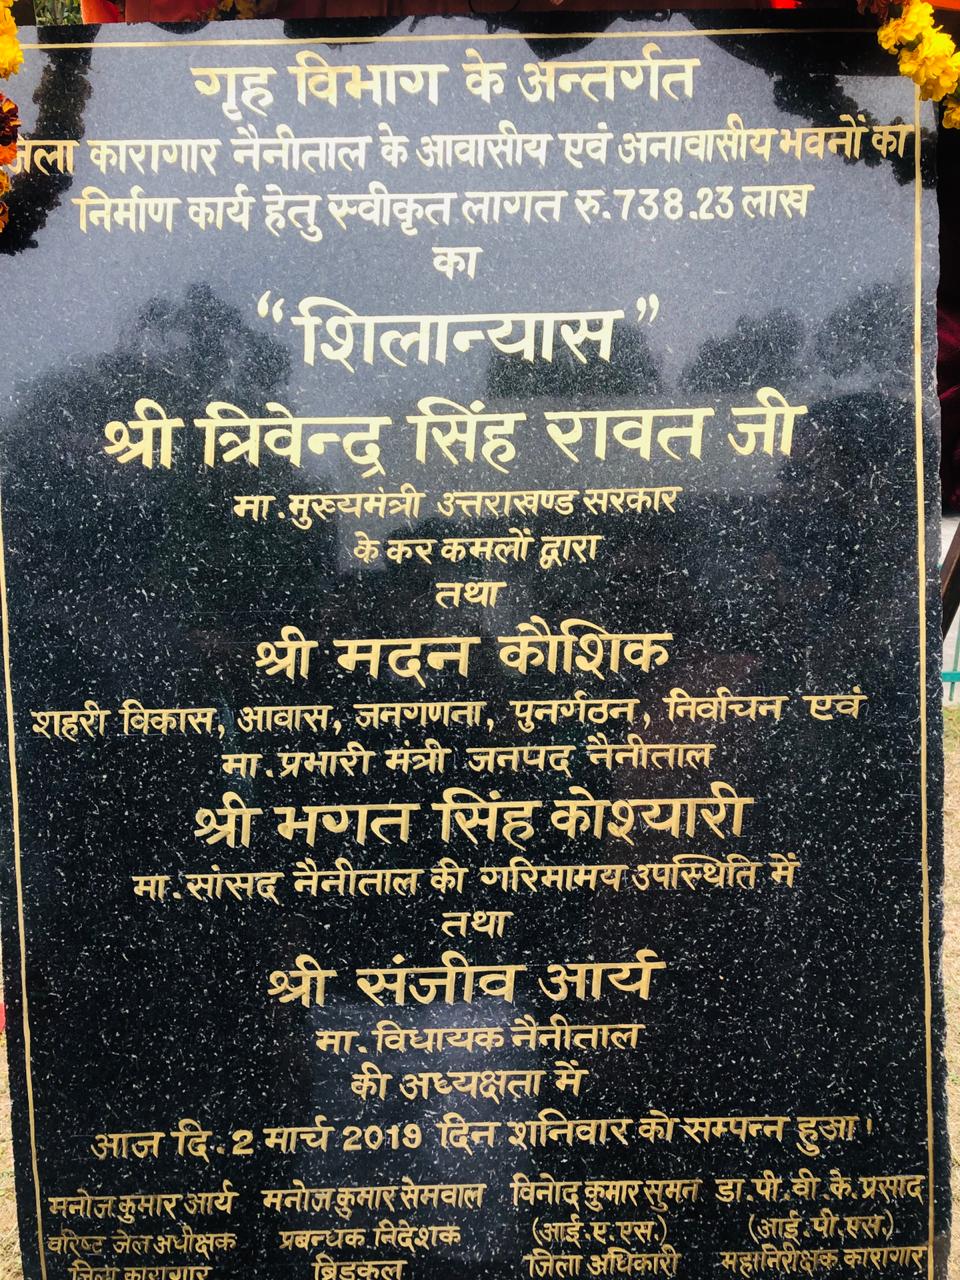 गृह विभाग के अन्तर्गत
जिला कारागार नैनीताल के आवासीय एवं अनावासीय भवनों का
निर्माण कार्य हेतु स्वीकृत लागत रु.738.23 लाख
का
“शिलान्यास”
श्री त्रिवेन्द्र सिंह रावत जी
मा.मुख्यमंत्री उत्तराखण्ड सरकार
के कर कमलों द्वारा
तथा
श्री मदन कौशिक
शहरी विकास, आवास, जनगणना, पुनर्गठन, निर्वाचन एवं
मा.प्रभारी मंत्री जनपद नैनीताल
श्री भगत सिंह कोश्यारी
मा.सांसद नैनीताल की गरिमामय उपस्थिति में
तथा
श्री संजीव आर्य
मा.विधायक नैनीताल
की अध्यक्षता में
आज दि.2 मार्च 2019 दिन शनिवार को सम्पन्न हुआ।
मनोज कुमार आर्य मनोज कुमार सेमवाल विनोद कुमार सुमन डा.पी.वी.के.प्रसाद
वरिष्ट जेल अधीक्षक प्रबन्धक निदेशक (आई.ए.एस.) (आई.पी.एस.)
जिला कारागार ब्रिडकुल जिला अधिकारी महानिरीक्षक कारागार